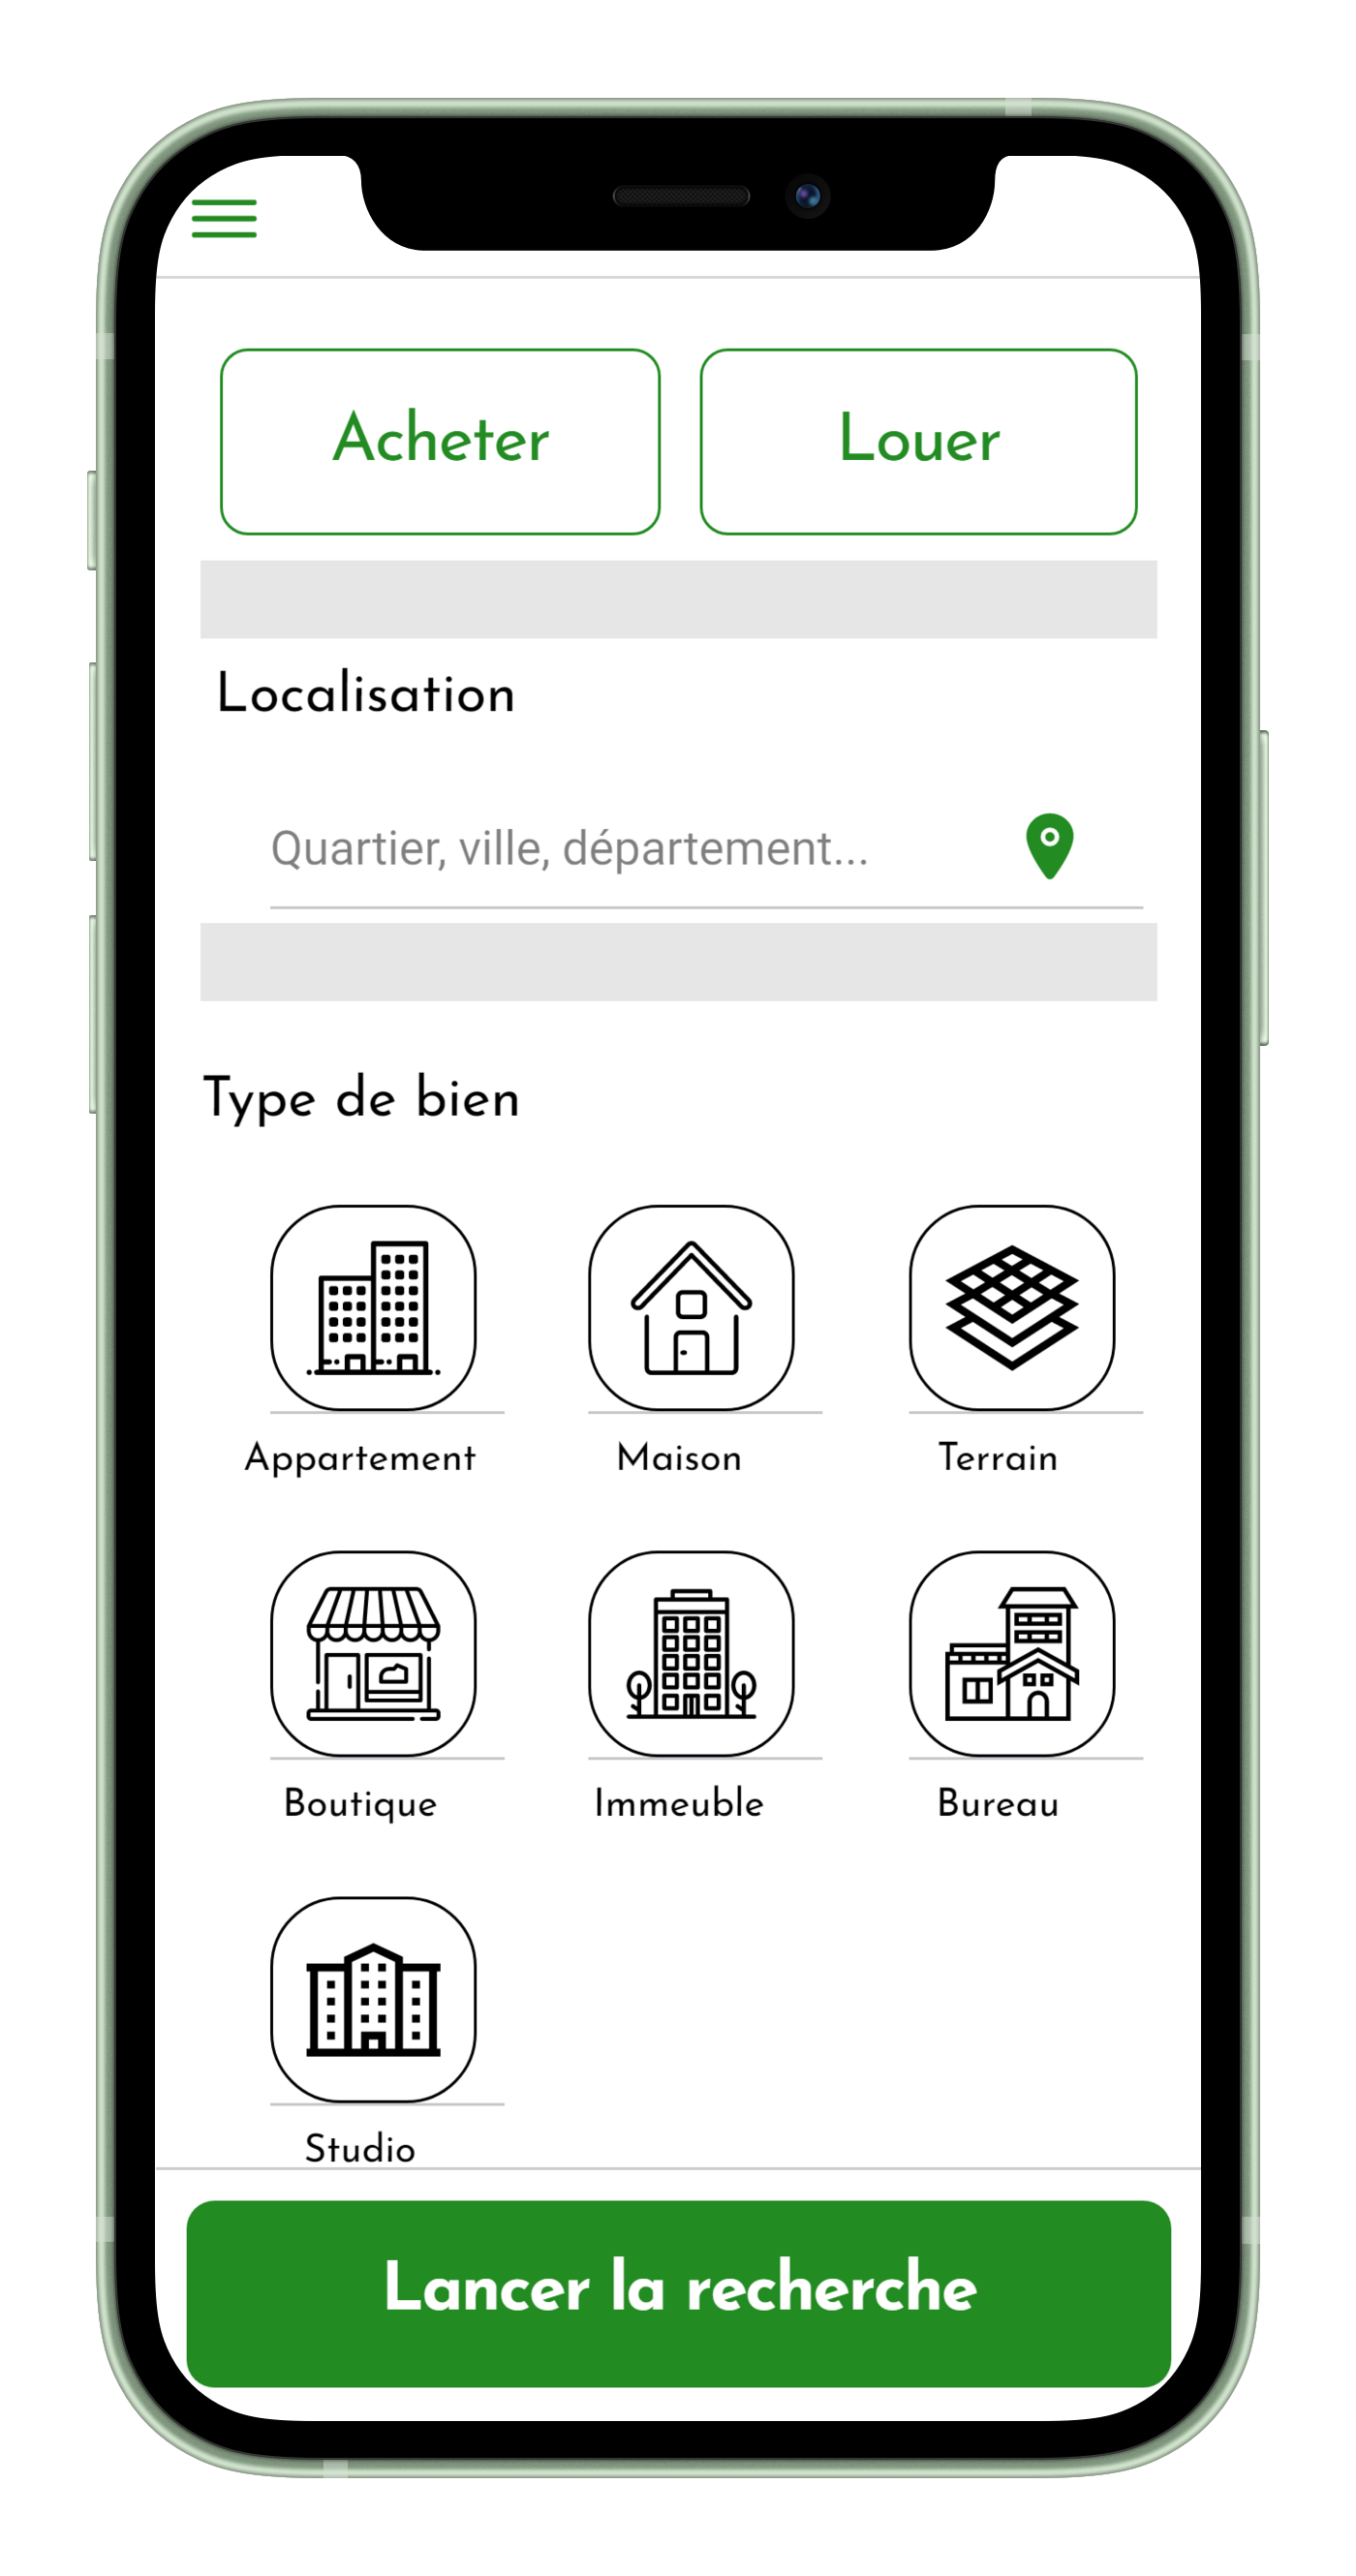 Acheter Louer
Localisation
Quartier, ville, département...
Type de bien
Appartement Maison Terrain
Boutique Immeuble Bureau
Studio
Lancer la recherche